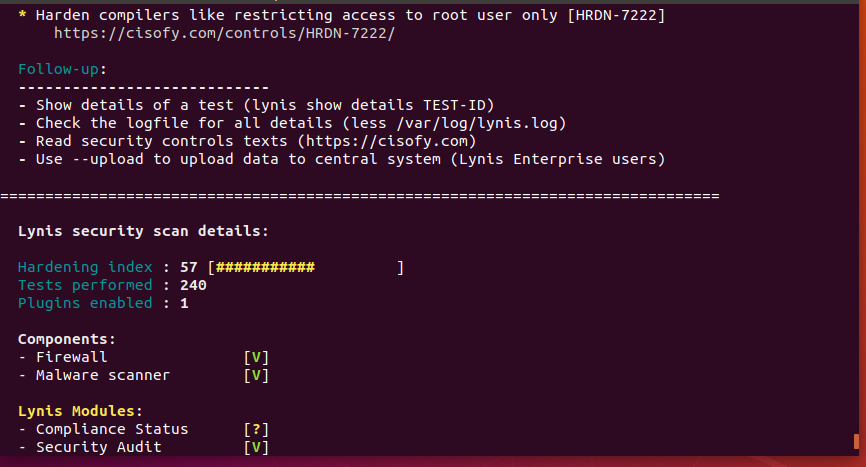 * Harden compilers like restricting access to root user only [HRDN-7222]
https://cisofy.com/controls/HRDN-7222/
Follow-up:
----------------------------
- Show details of a test (lynis show details TEST-ID)
- Check the logfile for all details (less /var/log/lynis.log)
- Read security controls texts (https://cisofy.com)
- Use --upload to upload data to central system (Lynis Enterprise users)
================================================================================
Lynis security scan details:
Hardening index : 57 [###########         ]
Tests performed : 240
Plugins enabled : 1
Components:
- Firewall               [V]
- Malware scanner        [V]
Lynis Modules:
- Compliance Status      [?]
- Security Audit         [V]